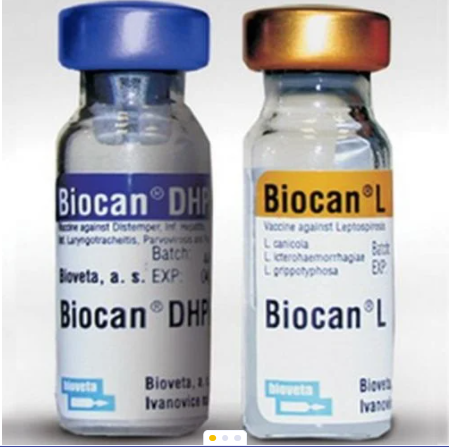 Biocan® DHP
Vaccine against Distemper, Inf. Hepatitis,
Inf. Laryngotracheitis, Parvovirosis and
Batch:
Bioveta, a. s. EXP:
Biocan® DHP
bioveta
Bioveta, a.
Ivanovice
Biocan® L
Vaccine against Leptospirosis
L. canicola
L. icterohaemorrhagiae
L. grippotyphosa
Batch
EXP
Biocan® L
bioveta
Bioveta
Ivanovic